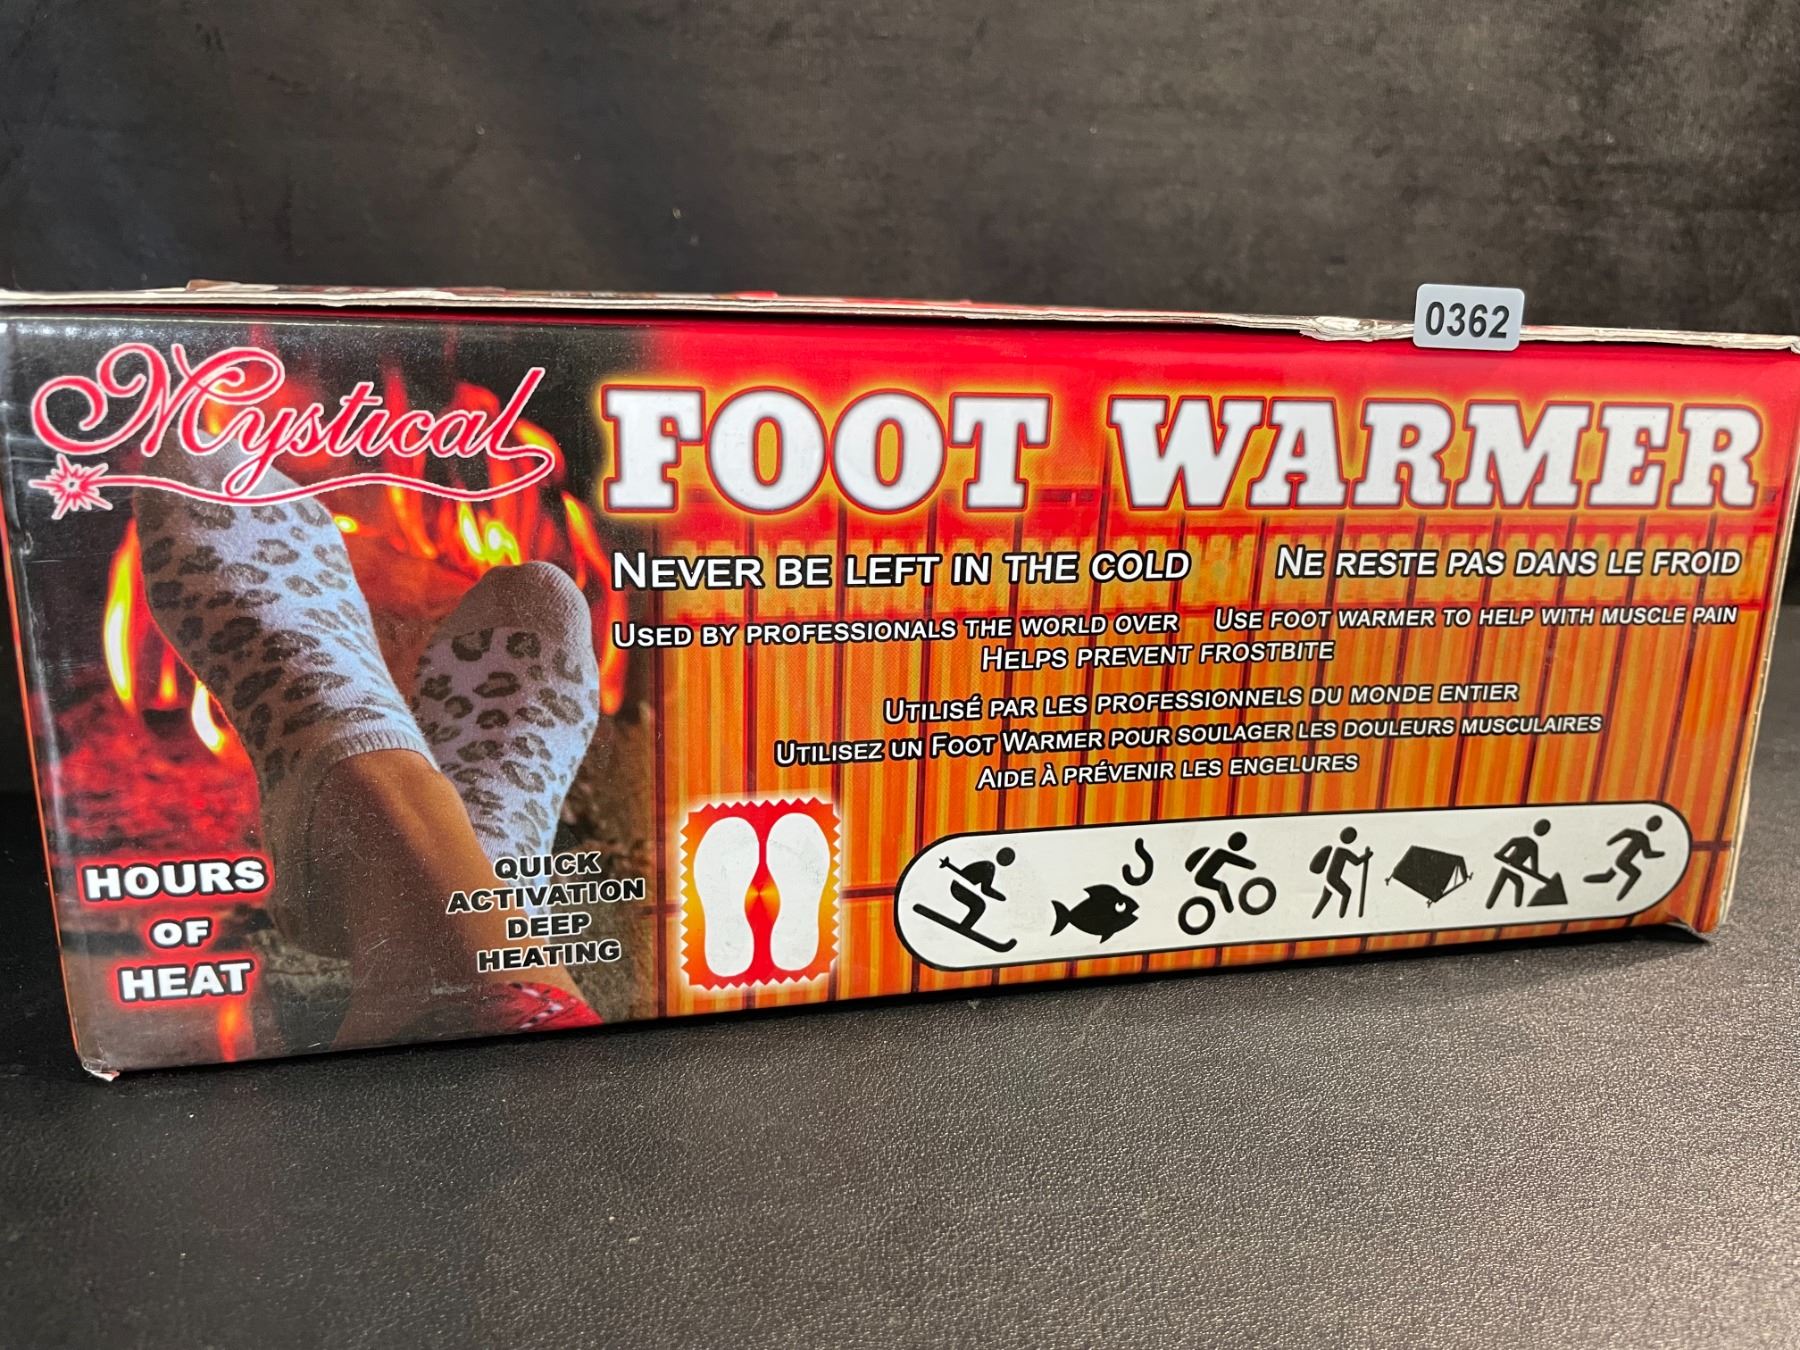 0362
Mystical
FOOT WARMER
NEVER BE LEFT IN THE COLD
NE RESTE PAS DANS LE FROID
USED BY PROFESSIONALS THE WORLD OVER
USE FOOT WARMER TO HELP WITH MUSCLE PAIN
HELPS PREVENT FROSTBITE
UTILISÉ PAR LES PROFESSIONNELS DU MONDE ENTIER
UTILISEZ UN FOOT WARMER POUR SOULAGER LES DOULEURS MUSCULAIRES
AIDE À PRÉVENIR LES ENGELURES
HOURS
OF
HEAT
QUICK
ACTIVATION
DEEP
HEATING